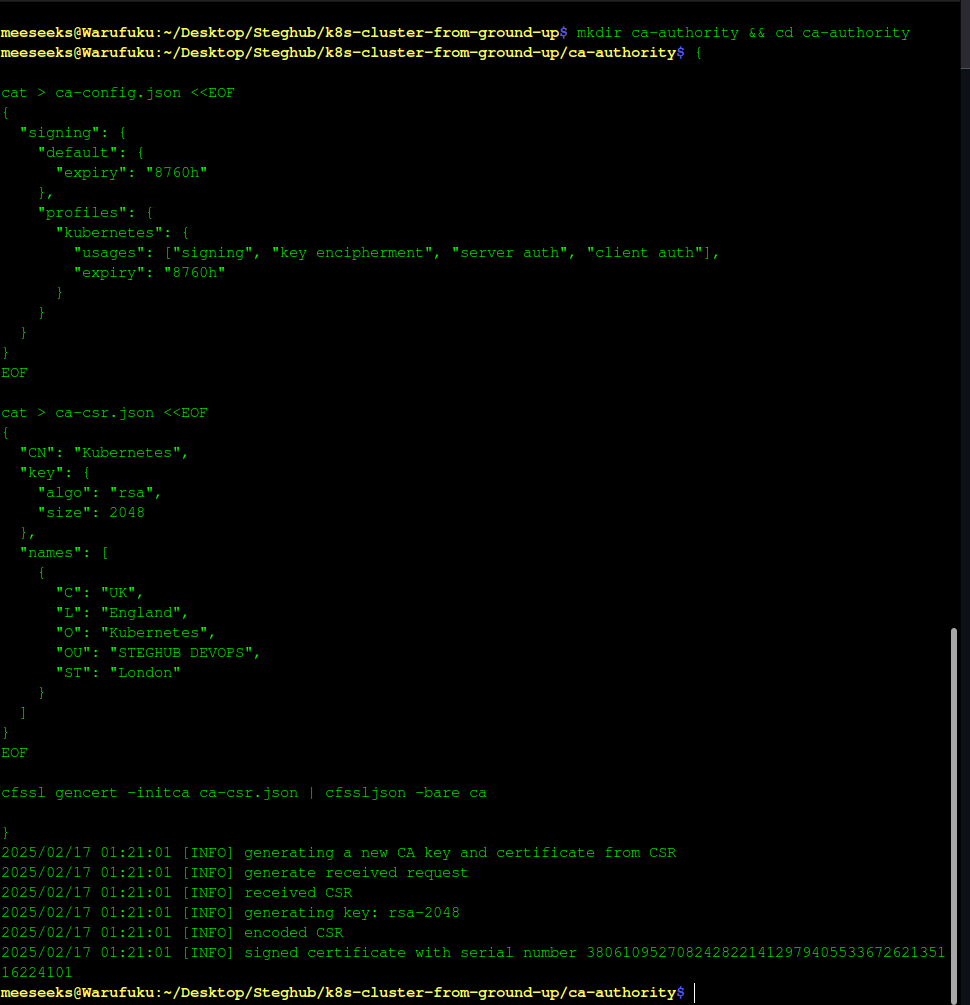 meeseeks@Warufuku:~/Desktop/Steghub/k8s-cluster-from-ground-up$ mkdir ca-authority && cd ca-authority
meeseeks@Warufuku:~/Desktop/Steghub/k8s-cluster-from-ground-up/ca-authority$ {

cat > ca-config.json <<EOF
{
  "signing": {
    "default": {
      "expiry": "8760h"
    },
    "profiles": {
      "kubernetes": {
        "usages": ["signing", "key encipherment", "server auth", "client auth"],
        "expiry": "8760h"
      }
    }
  }
}
EOF

cat > ca-csr.json <<EOF
{
  "CN": "Kubernetes",
  "key": {
    "algo": "rsa",
    "size": 2048
  },
  "names": [
    {
      "C": "UK",
      "L": "England",
      "O": "Kubernetes",
      "OU": "STEGHUB DEVOPS",
      "ST": "London"
    }
  ]
}
EOF

cfssl gencert -initca ca-csr.json | cfssljson -bare ca

}
2025/02/17 01:21:01 [INFO] generating a new CA key and certificate from CSR
2025/02/17 01:21:01 [INFO] generate received request
2025/02/17 01:21:01 [INFO] received CSR
2025/02/17 01:21:01 [INFO] generating key: rsa-2048
2025/02/17 01:21:01 [INFO] encoded CSR
2025/02/17 01:21:01 [INFO] signed certificate with serial number 3806109527082428221412979405533672621351
16224101
meeseeks@Warufuku:~/Desktop/Steghub/k8s-cluster-from-ground-up/ca-authority$